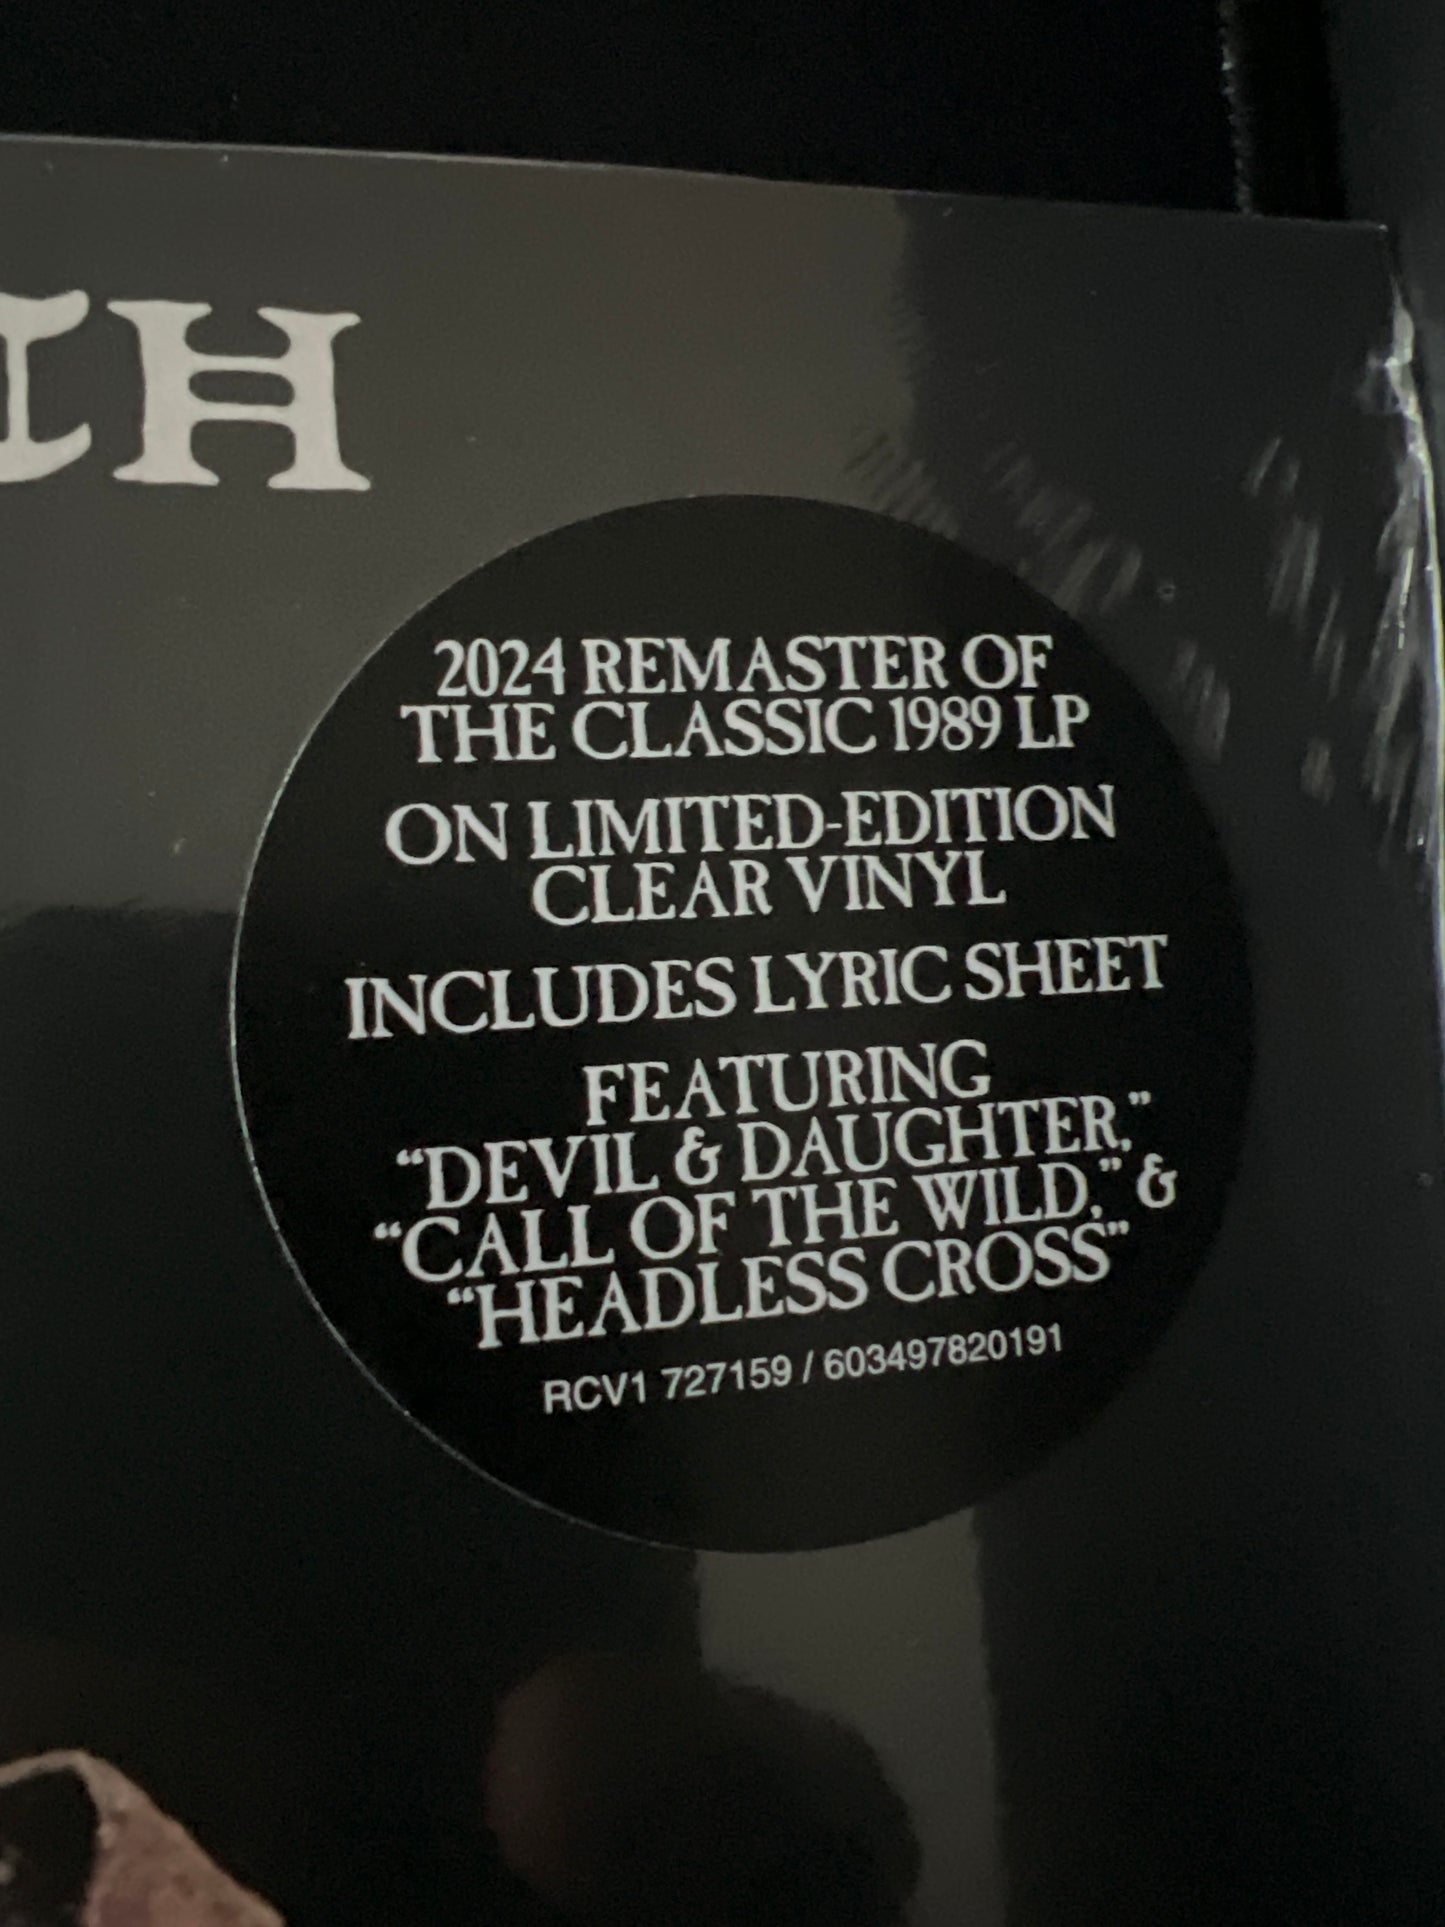 TH
2024 REMASTER OF
THE CLASSIC 1989 LP
ON LIMITED-EDITION
CLEAR VINYL
INCLUDES LYRIC SHEET
FEATURING
“DEVIL & DAUGHTER,”
“CALL OF THE WILD,” &
“HEADLESS CROSS”
RCV1 727159 / 603497820191